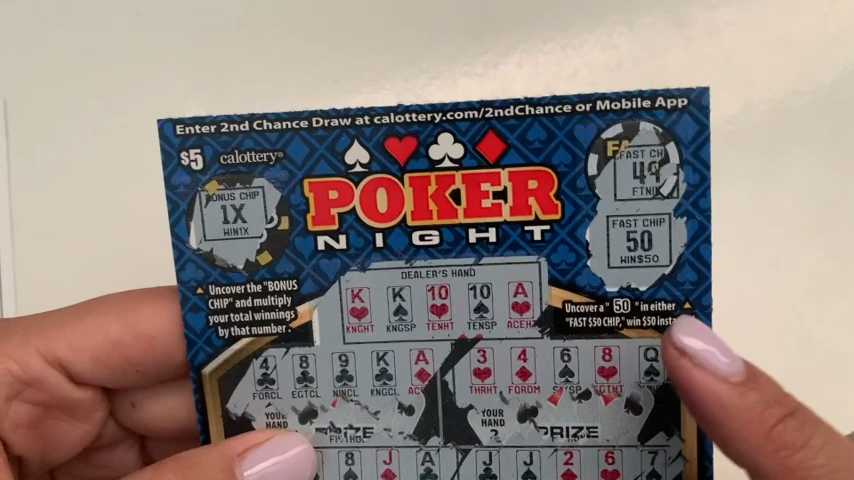 Enter 2nd Chance Draw at calottery.com/2ndChance or Mobile App
$5 calottery®
POKER
NIGHT
BONUS CHIP
1X
WIN1X
FAST CH
49
FAST CHIP
50
WIN$50
Uncover the "BONUS
CHIP" and multiply
your total winnings
by that number.
Uncover a "50" in either
"FAST $50 CHIP," win $50
DEALER'S HAND
K K 10 10 A
KNGHT KNGSP TENHT TENSP ACEH
4 8 9 K A
FORCL EGTCL NINCL KNGCL
3 4 6 8 Q
THRHT FORDM
YOUR
HAND
PRIZE
YOUR
HAND
PRIZE
8 J A
J J 2 6 7